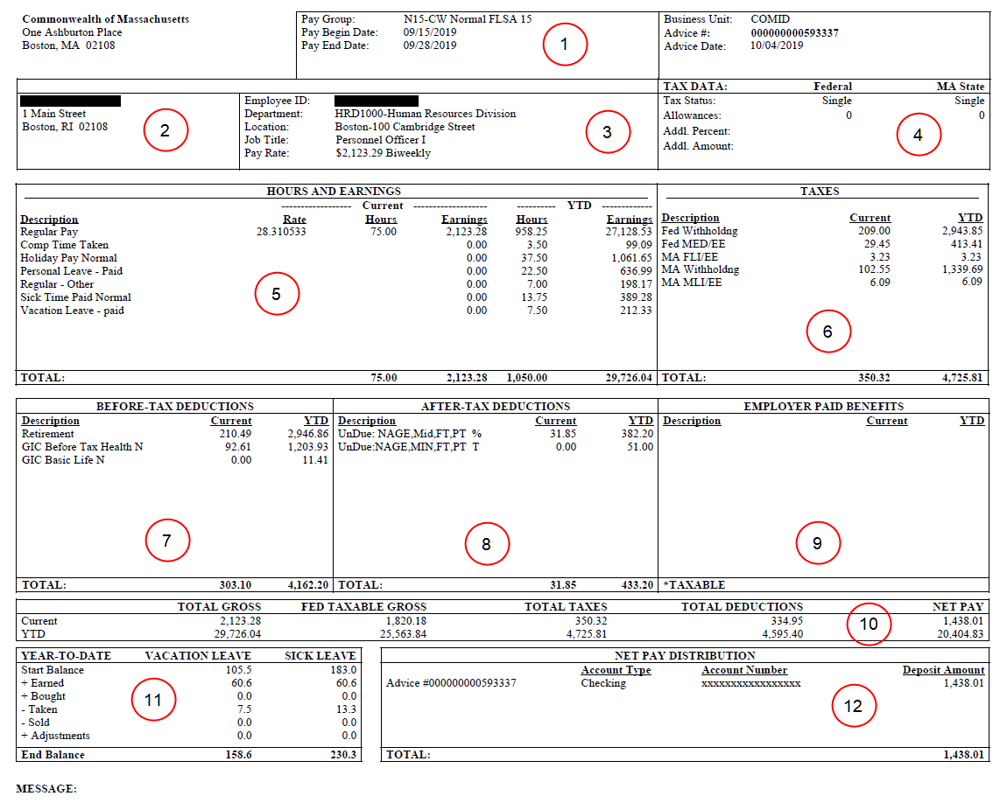 Commonwealth of Massachusetts
One Ashburton Place
Boston, MA 02108
Pay Group: N15-CW Normal FLSA 15
Pay Begin Date: 09/15/2019
Pay End Date: 09/28/2019
1
Business Unit: COMID
Advice #: 000000000593337
Advice Date: 10/04/2019
1 Main Street
Boston, RI 02108
2
Employee ID:
Department: HRD1000-Human Resources Division
Location: Boston-100 Cambridge Street
Job Title: Personnel Officer I
Pay Rate: $2,123.29 Biweekly
3
TAX DATA: Federal MA State
Tax Status: Single Single
Allowances: 0 0
Addl. Percent:
Addl. Amount:
4
HOURS AND EARNINGS
------------------ Current ------------------- ---------- YTD -------------
Description Rate Hours Earnings Hours Earnings
Regular Pay 28.310533 75.00 2,123.28 958.25 27,128.53
Comp Time Taken 0.00 3.50 99.09
Holiday Pay Normal 0.00 37.50 1,061.65
Personal Leave - Paid 0.00 22.50 636.99
Regular - Other 0.00 7.00 198.17
Sick Time Paid Normal 0.00 13.75 389.28
Vacation Leave - paid 0.00 7.50 212.33
5
TOTAL: 75.00 2,123.28 1,050.00 29,726.04
TAXES
Description Current YTD
Fed Withholdng 209.00 2,943.85
Fed MED/EE 29.45 413.41
MA FLI/EE 3.23 3.23
MA Withholdng 102.55 1,339.69
MA MLI/EE 6.09 6.09
6
TOTAL: 350.32 4,725.81
BEFORE-TAX DEDUCTIONS
Description Current YTD
Retirement 210.49 2,946.86
GIC Before Tax Health N 92.61 1,203.93
GIC Basic Life N 0.00 11.41
7
TOTAL: 303.10 4,162.20
AFTER-TAX DEDUCTIONS
Description Current YTD
UnDue: NAGE,Mid,FT,PT % 31.85 382.20
UnDue:NAGE,MIN,FT,PT T 0.00 51.00
8
TOTAL: 31.85 433.20
EMPLOYER PAID BENEFITS
Description Current YTD
9
*TAXABLE
TOTAL GROSS FED TAXABLE GROSS TOTAL TAXES TOTAL DEDUCTIONS NET PAY
Current 2,123.28 1,820.18 350.32 334.95 1,438.01
YTD 29,726.04 25,563.84 4,725.81 4,595.40 20,404.83
10
YEAR-TO-DATE VACATION LEAVE SICK LEAVE
Start Balance 105.5 183.0
+ Earned 60.6 60.6
+ Bought 0.0 0.0
- Taken 7.5 13.3
- Sold 0.0 0.0
+ Adjustments 0.0 0.0
11
End Balance 158.6 230.3
NET PAY DISTRIBUTION
Account Type Account Number Deposit Amount
Advice #000000000593337 Checking xxxxxxxxxxxxxxxxx 1,438.01
12
TOTAL: 1,438.01
MESSAGE: